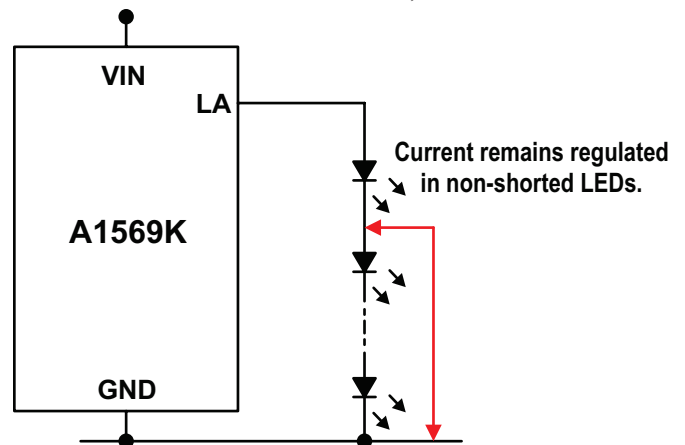 VIN
LA
Current remains regulated
in non-shorted LEDs.
A1569K
GND